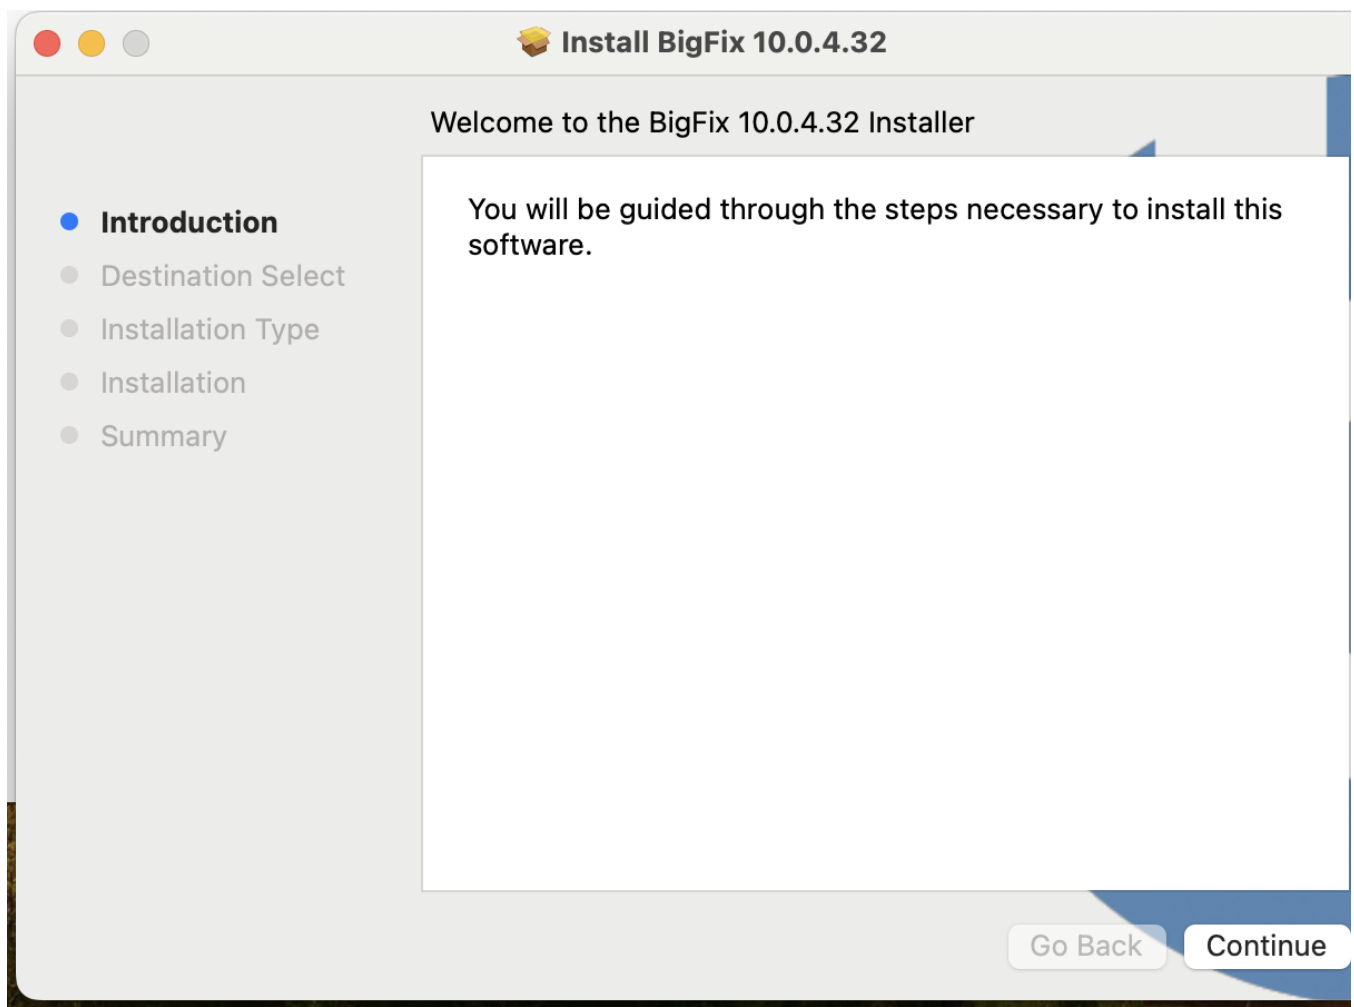 Install BigFix 10.0.4.32
Welcome to the BigFix 10.0.4.32 Installer
Introduction
Destination Select
Installation Type
Installation
Summary
You will be guided through the steps necessary to install this
software.
Go Back
Continue